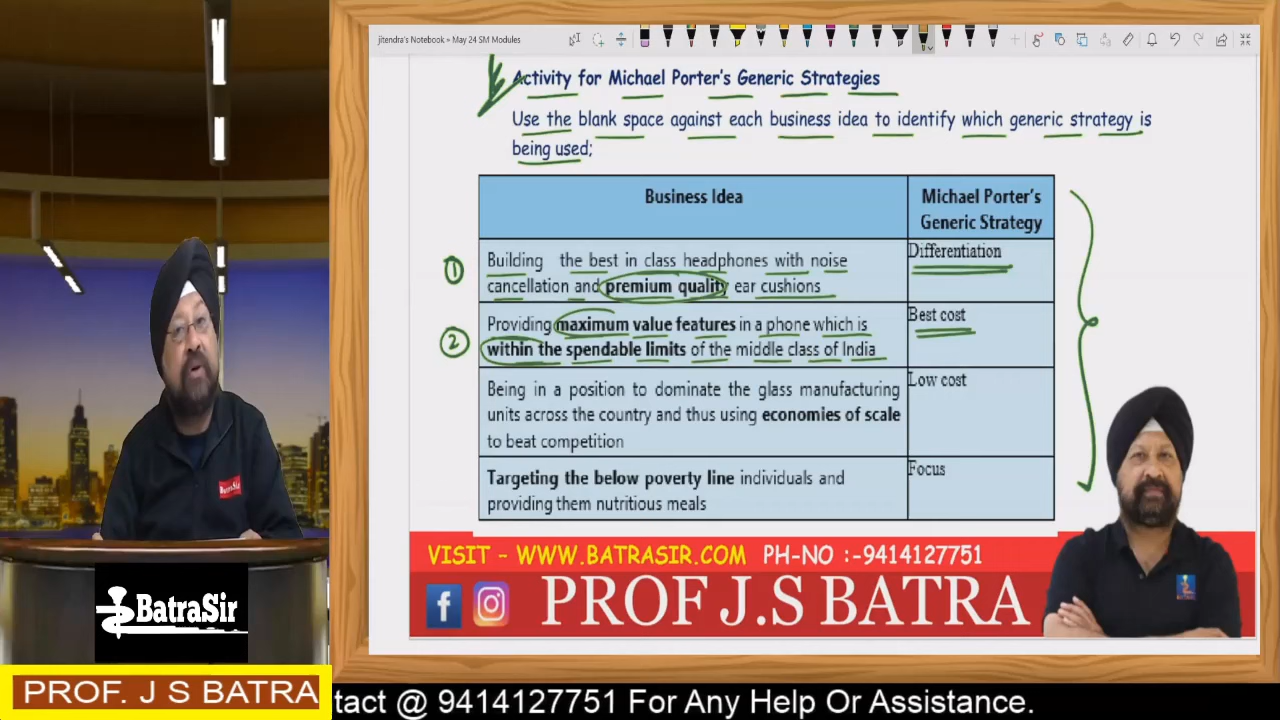 jitendra's Notebook » May 24 SM Modules
Activity for Michael Porter's Generic Strategies
Use the blank space against each business idea to identify which generic strategy is
being used;
Business Idea
Michael Porter's
Generic Strategy
1
Building the best in class headphones with noise
cancellation and premium quality ear cushions
Differentiation
2
Providing maximum value features in a phone which is
within the spendable limits of the middle class of India
Best cost
Being in a position to dominate the glass manufacturing
units across the country and thus using economies of scale
to beat competition
Low cost
Targeting the below poverty line individuals and
providing them nutritious meals
Focus
VISIT - WWW.BATRASIR.COM PH-NO :-9414127751
PROF J.S BATRA
BatraSir
BatraSir
PROF. J S BATRA
tact @ 9414127751 For Any Help Or Assistance.